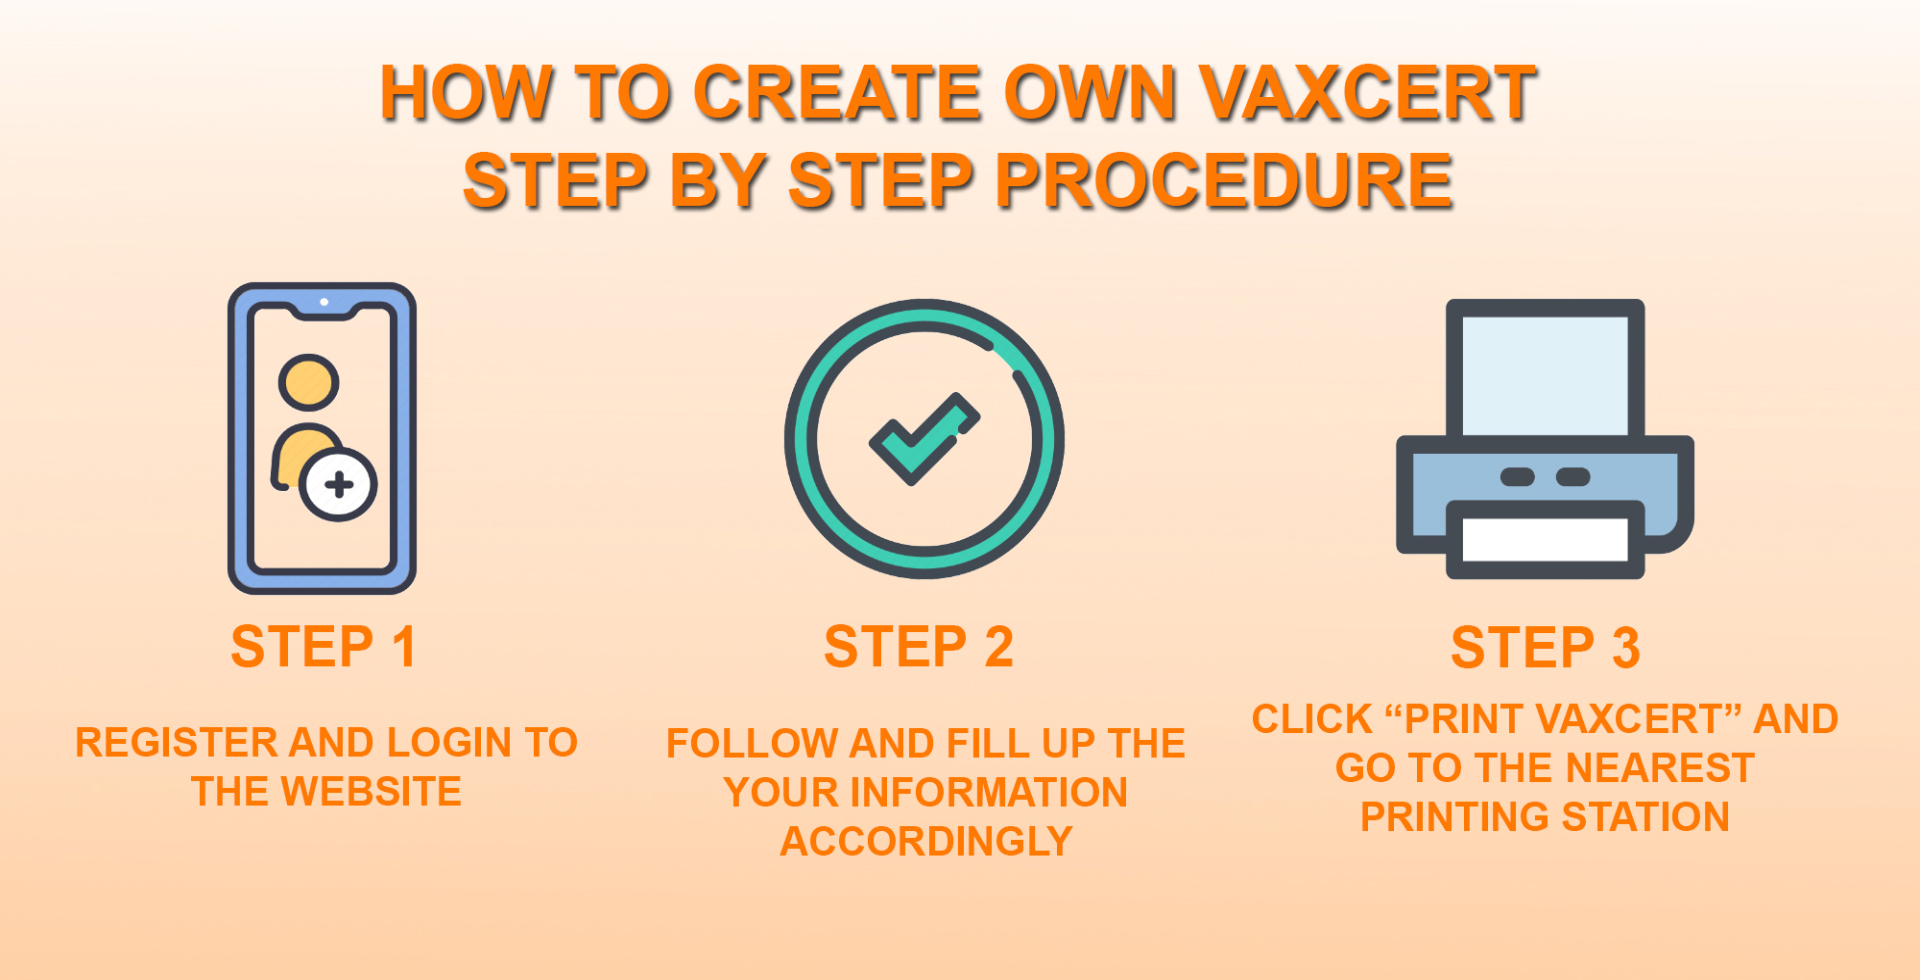 HOW TO CREATE OWN VAXCERT
STEP BY STEP PROCEDURE
STEP 1
REGISTER AND LOGIN TO
THE WEBSITE
STEP 2
FOLLOW AND FILL UP THE
YOUR INFORMATION
ACCORDINGLY
STEP 3
CLICK “PRINT VAXCERT” AND
GO TO THE NEAREST
PRINTING STATION